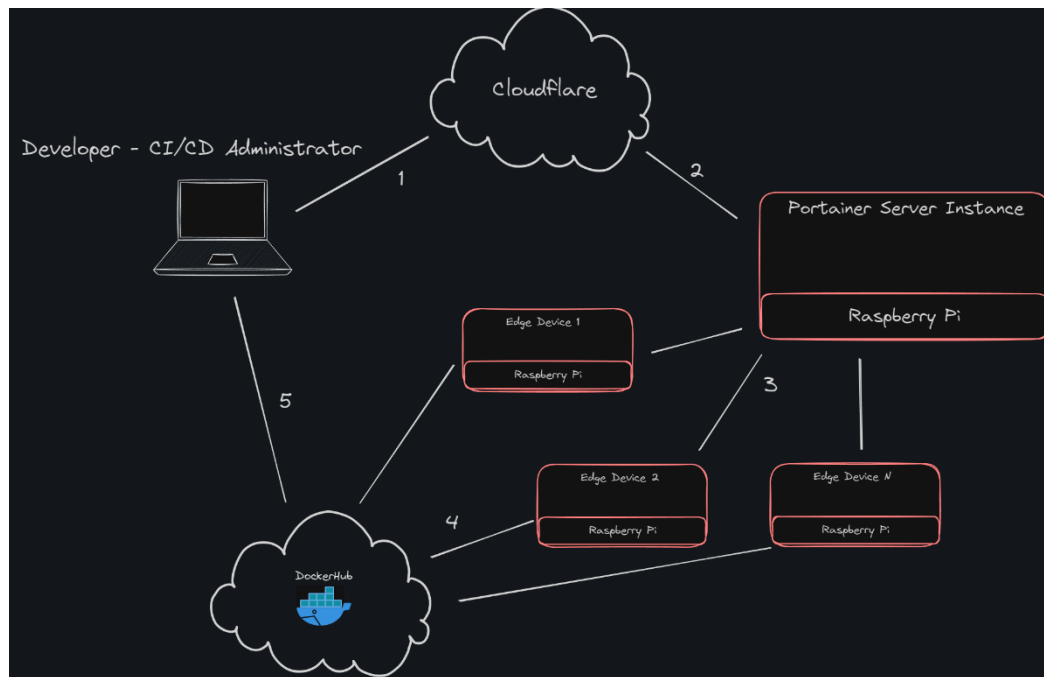 Cloudflare
Developer - CI/CD Administrator
1
2
Portainer Server Instance
Raspberry Pi
Edge Device 1
Raspberry Pi
3
5
Edge Device 2
Raspberry Pi
Edge Device N
Raspberry Pi
4
DockerHub